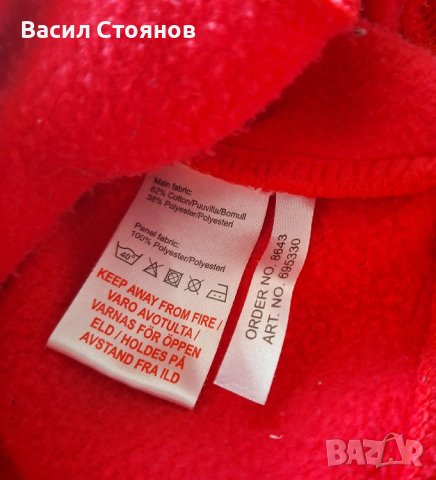 Васил Стоянов
Main fabric:
62% Cotton/Puuvilla/Bomull
38% Polyester/Polyesteri
Panel fabric:
100% Polyester/Polyesteri
40°
KEEP AWAY FROM FIRE/
VARO AVOTULTA /
VARNAS FÖR ÖPPEN
ELD / HOLDES PÅ
AVSTAND FRA ILD
ORDER NO. 8643
ART. NO. 695330
BAZAR